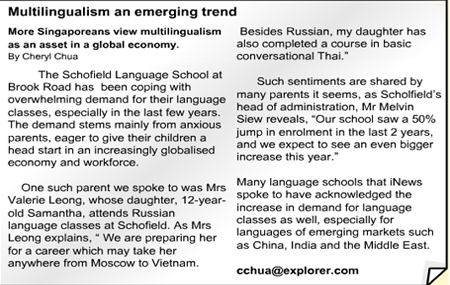 Multilingualism an emerging trend
More Singaporeans view multilingualism
as an asset in a global economy.
By Cheryl Chua
The Schofield Language School at
Brook Road has been coping with
overwhelming demand for their language
classes, especially in the last few years.
The demand stems mainly from anxious
parents, eager to give their children a
head start in an increasingly globalised
economy and workforce.
One such parent we spoke to was Mrs
Valerie Leong, whose daughter, 12-year-
old Samantha, attends Russian
language classes at Schofield. As Mrs
Leong explains, “ We are preparing her
for a career which may take her
anywhere from Moscow to Vietnam.
Besides Russian, my daughter has
also completed a course in basic
conversational Thai.”
Such sentiments are shared by
many parents it seems, as Scholfield’s
head of administration, Mr Melvin
Siew reveals, “Our school saw a 50%
jump in enrolment in the last 2 years,
and we expect to see an even bigger
increase this year.”
Many language schools that iNews
spoke to have acknowledged the
increase in demand for language
classes as well, especially for
languages of emerging markets such
as China, India and the Middle East.
cchua@explorer.com